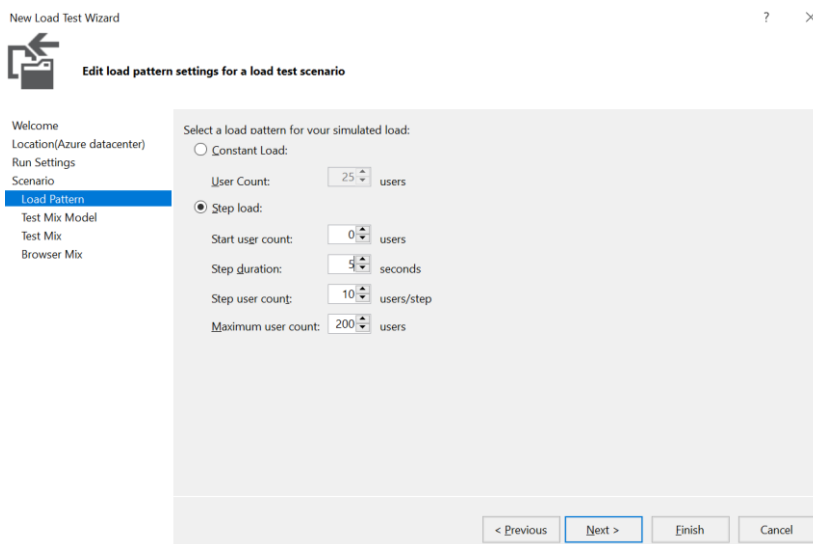 New Load Test Wizard
?
Edit load pattern settings for a load test scenario
Welcome
Location(Azure datacenter)
Run Settings
Scenario
Load Pattern
Test Mix Model
Test Mix
Browser Mix
Select a load pattern for your simulated load:
Constant Load:
User Count: 25 users
Step load:
Start user count: 0 users
Step duration: 5 seconds
Step user count: 10 users/step
Maximum user count: 200 users
< Previous Next > Finish Cancel